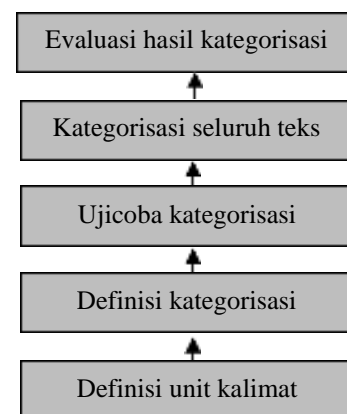 Evaluasi hasil kategorisasi
Kategorisasi seluruh teks
Ujicoba kategorisasi
Definisi kategorisasi
Definisi unit kalimat